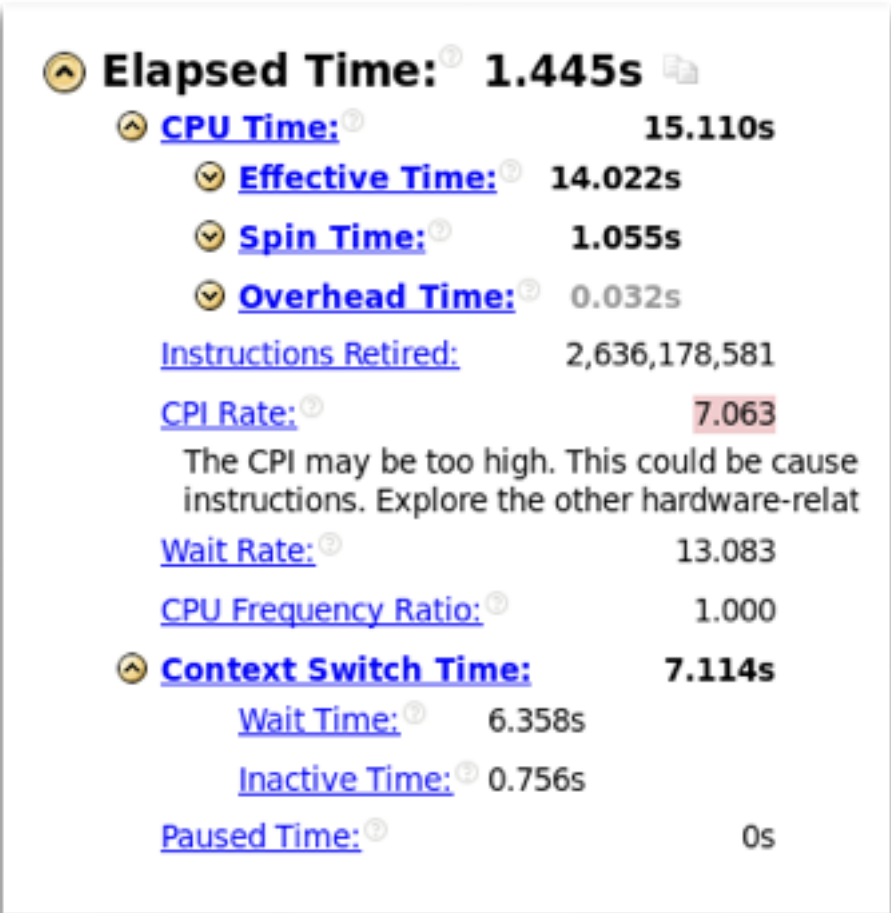 Elapsed Time: 1.445s
CPU Time: 15.110s
Effective Time: 14.022s
Spin Time: 1.055s
Overhead Time: 0.032s
Instructions Retired: 2,636,178,581
CPI Rate: 7.063
The CPI may be too high. This could be cause
instructions. Explore the other hardware-relat
Wait Rate: 13.083
CPU Frequency Ratio: 1.000
Context Switch Time: 7.114s
Wait Time: 6.358s
Inactive Time: 0.756s
Paused Time: 0s